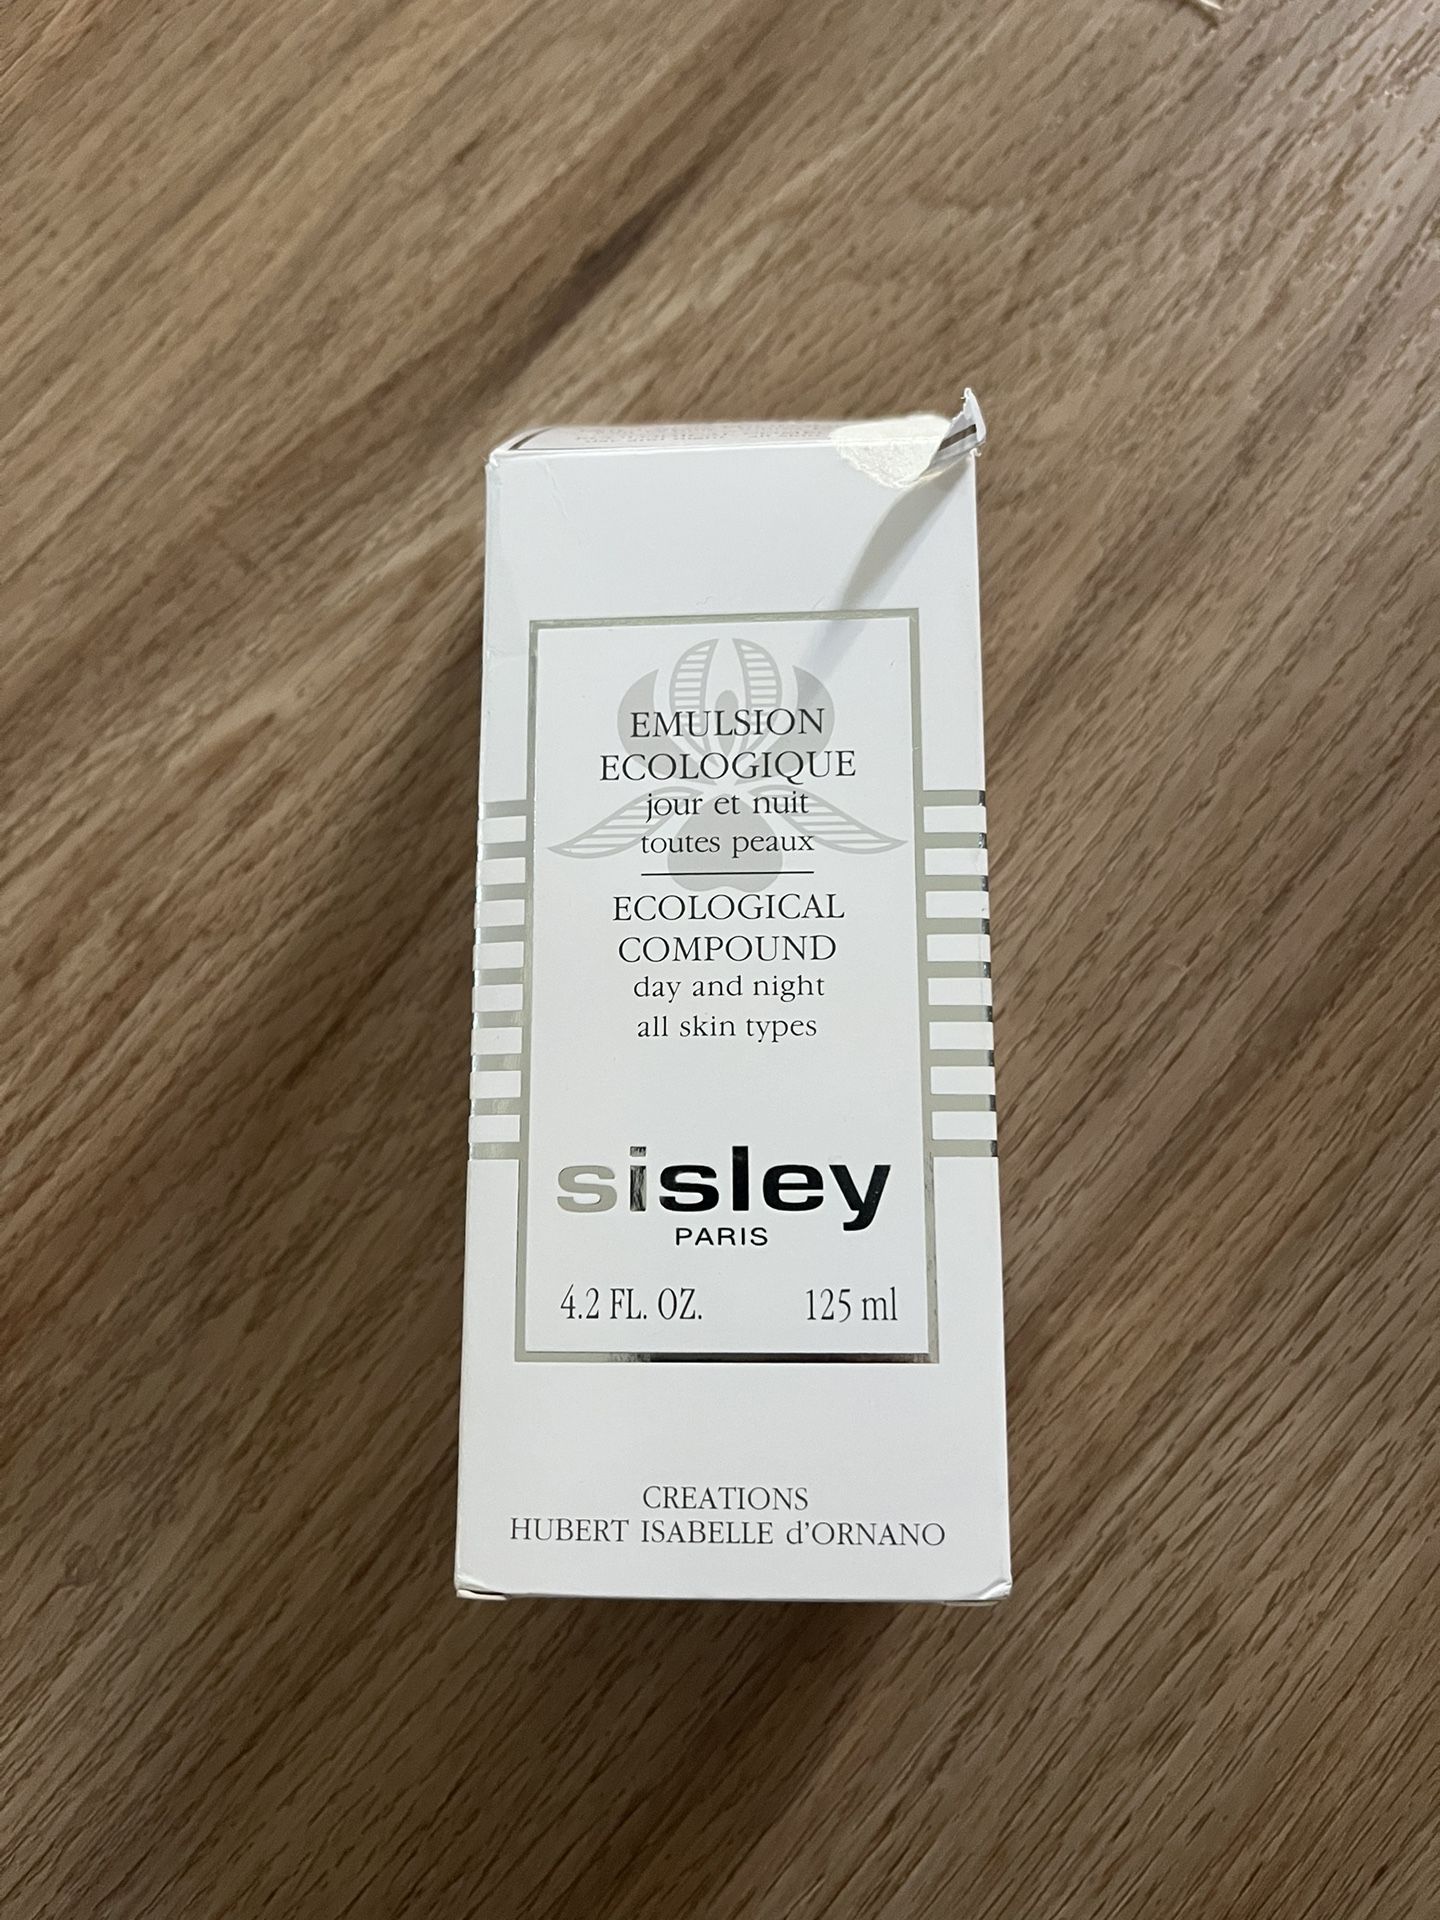 EMULSION
ECOLOGIQUE
jour et nuit
toutes peaux
ECOLOGICAL
COMPOUND
day and night
all skin types
sisley
PARIS
4.2 FL. OZ. 125 ml
CREATIONS
HUBERT ISABELLE d'ORNANO